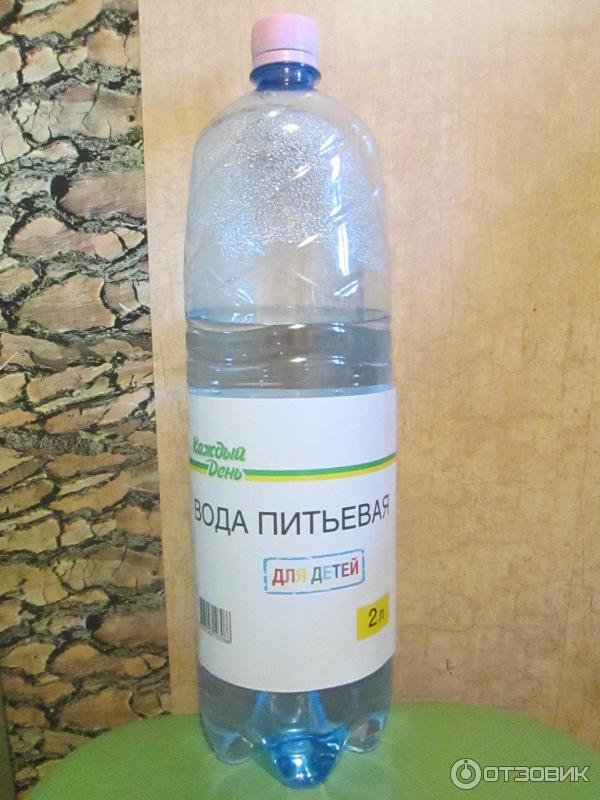 Каждый
День
ВОДА ПИТЬЕВАЯ
ДЛЯ ДЕТЕЙ
2 л
ОТЗОВИК